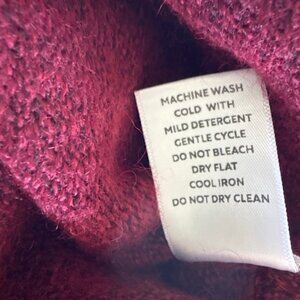 MACHINE WASH
COLD WITH
MILD DETERGENT
GENTLE CYCLE
DO NOT BLEACH
DRY FLAT
COOL IRON
DO NOT DRY CLEAN